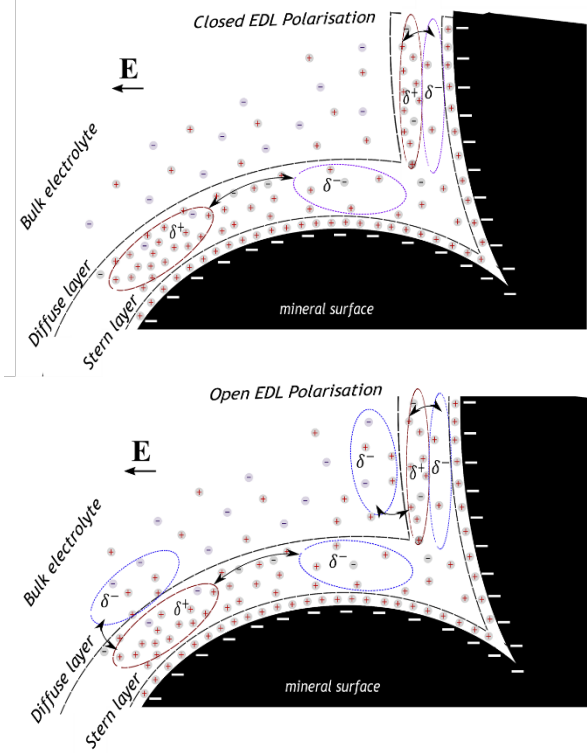 Closed EDL Polarisation
E
δ+
δ−
Bulk electrolyte
δ−
δ+
Diffuse layer
Stern layer
mineral surface
Open EDL Polarisation
E
δ−
δ+
δ−
Bulk electrolyte
δ−
δ−
δ+
Diffuse layer
Stern layer
mineral surface